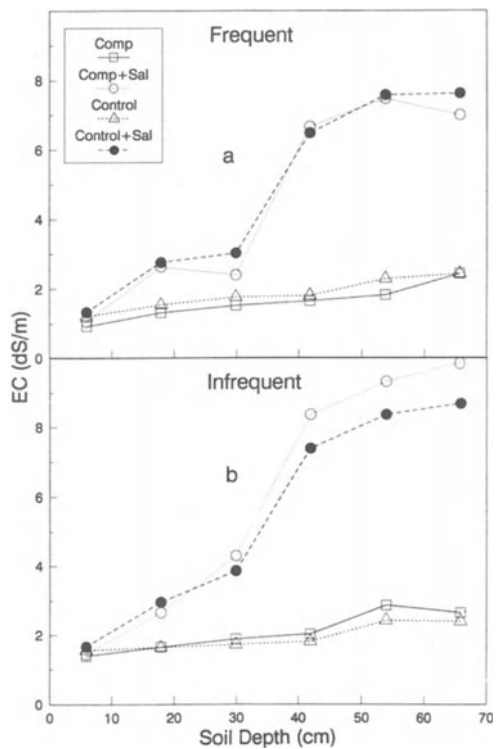 Frequent
Comp
Comp+Sal
Control
Control+Sal
a
8
6
4
2
0
EC (dS/m)
Infrequent
b
8
6
4
2
0
0 10 20 30 40 50 60 70
Soil Depth (cm)